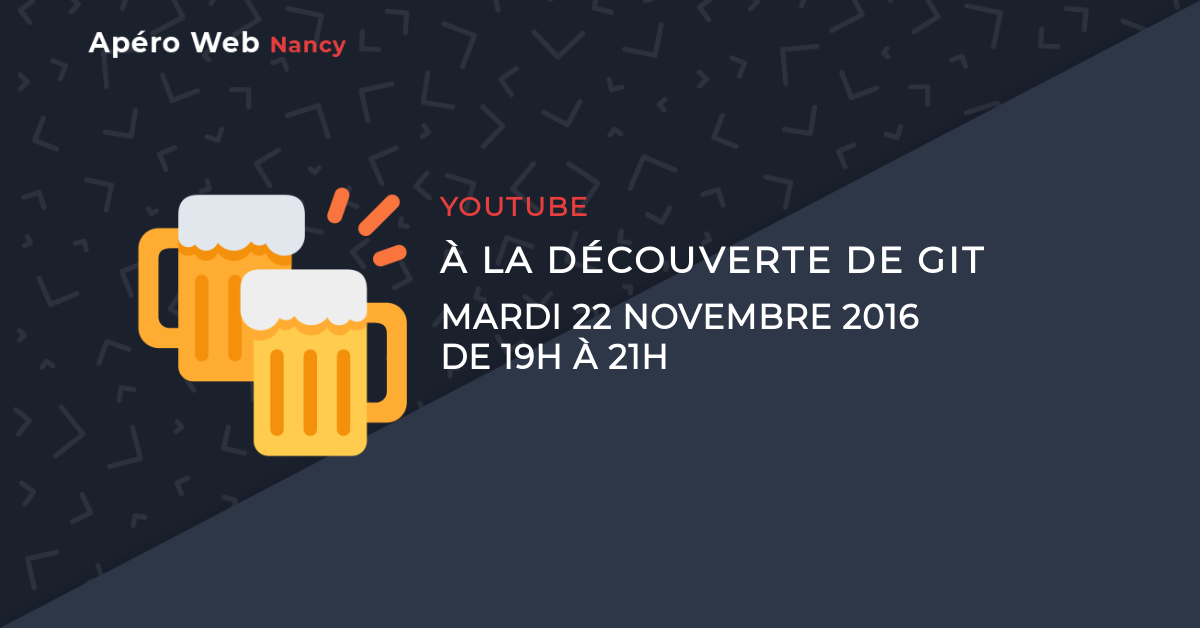 Apéro Web Nancy
YOUTUBE
À LA DÉCOUVERTE DE GIT
MARDI 22 NOVEMBRE 2016
DE 19H À 21H